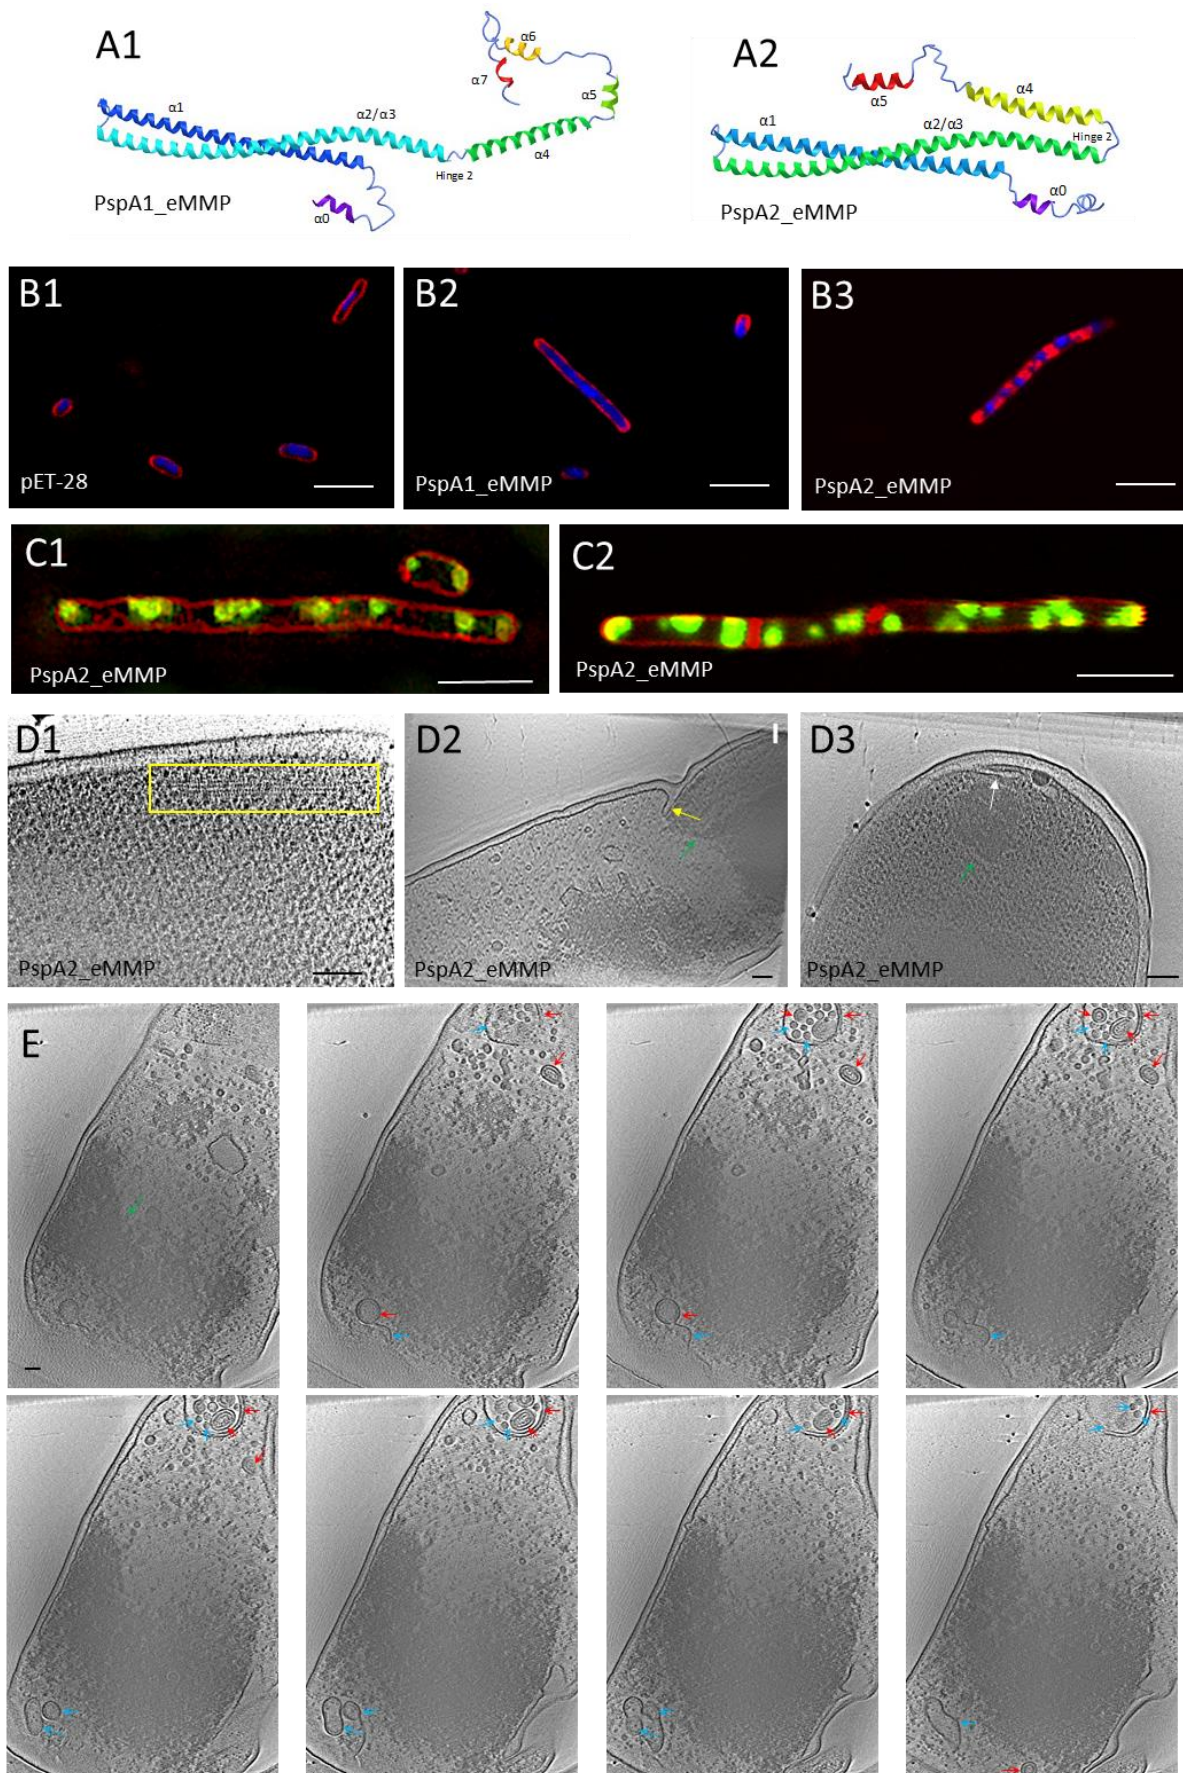 A1
α6
α7
α5
α1
α2/α3
α4
Hinge 2
α0
PspA1_eMMP
A2
α5
α4
α1
α2/α3
Hinge 2
α0
PspA2_eMMP
B1
pET-28
B2
PspA1_eMMP
B3
PspA2_eMMP
C1
PspA2_eMMP
C2
PspA2_eMMP
D1
PspA2_eMMP
D2
PspA2_eMMP
D3
PspA2_eMMP
E